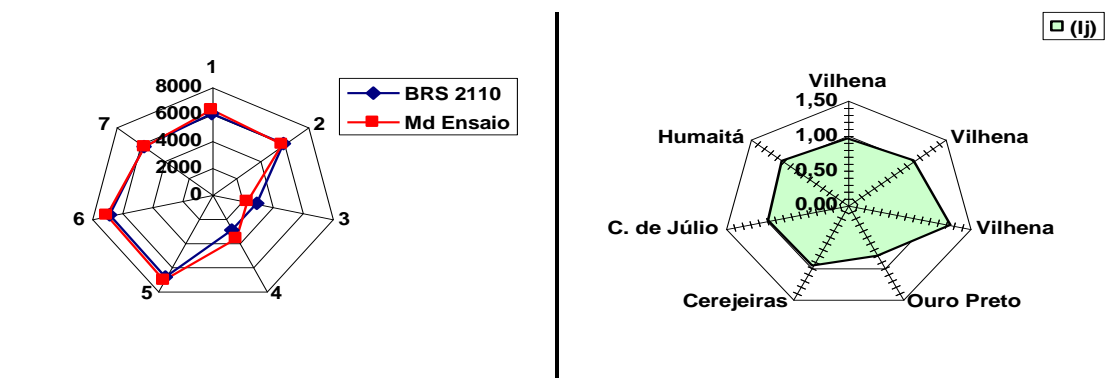 1
8000
6000
4000
2000
0
2
3
4
5
6
7
BRS 2110
Md Ensaio
(Ij)
Vilhena
1,50
1,00
0,50
0,00
Vilhena
Vilhena
Ouro Preto
Cerejeiras
C. de Júlio
Humaitá